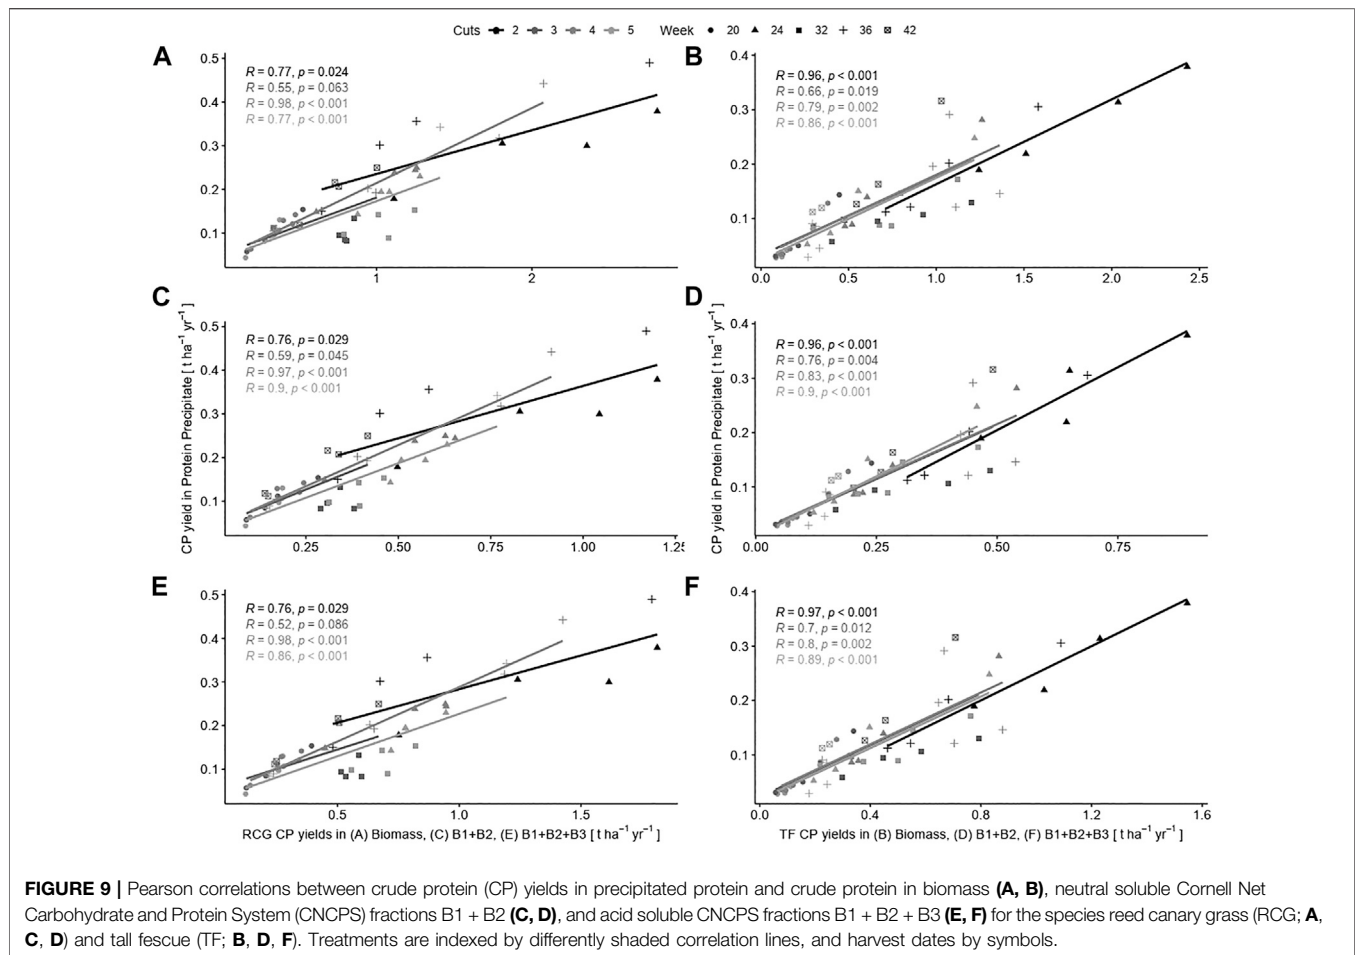 Cuts 2 3 4 5 Week 20 24 32 36 42
A
R = 0.77, p = 0.024
R = 0.55, p = 0.063
R = 0.98, p < 0.001
R = 0.77, p < 0.001
0.5
0.4
0.3
0.2
0.1
1 2
B
R = 0.96, p < 0.001
R = 0.66, p = 0.019
R = 0.79, p = 0.002
R = 0.86, p < 0.001
0.4
0.3
0.2
0.1
0.0 0.5 1.0 1.5 2.0 2.5
C
CP yield in Protein Precipitate [ t ha⁻¹ yr⁻¹ ]
R = 0.76, p = 0.029
R = 0.59, p = 0.045
R = 0.97, p < 0.001
R = 0.9, p < 0.001
0.5
0.4
0.3
0.2
0.1
0.25 0.50 0.75 1.00 1.25
D
CP yield in Protein Precipitate [ t ha⁻¹ yr⁻¹ ]
R = 0.96, p < 0.001
R = 0.76, p = 0.004
R = 0.83, p < 0.001
R = 0.9, p < 0.001
0.4
0.3
0.2
0.1
0.00 0.25 0.50 0.75
E
R = 0.76, p = 0.029
R = 0.52, p = 0.086
R = 0.98, p < 0.001
R = 0.86, p < 0.001
0.5
0.4
0.3
0.2
0.1
0.5 1.0 1.5
RCG CP yields in (A) Biomass, (C) B1+B2, (E) B1+B2+B3 [ t ha⁻¹ yr⁻¹ ]
F
R = 0.97, p < 0.001
R = 0.7, p = 0.012
R = 0.8, p = 0.002
R = 0.89, p < 0.001
0.4
0.3
0.2
0.1
0.0 0.4 0.8 1.2 1.6
TF CP yields in (B) Biomass, (D) B1+B2, (F) B1+B2+B3 [ t ha⁻¹ yr⁻¹ ]
FIGURE 9 | Pearson correlations between crude protein (CP) yields in precipitated protein and crude protein in biomass (A, B), neutral soluble Cornell Net
Carbohydrate and Protein System (CNCPS) fractions B1 + B2 (C, D), and acid soluble CNCPS fractions B1 + B2 + B3 (E, F) for the species reed canary grass (RCG; A,
C, D) and tall fescue (TF; B, D, F). Treatments are indexed by differently shaded correlation lines, and harvest dates by symbols.